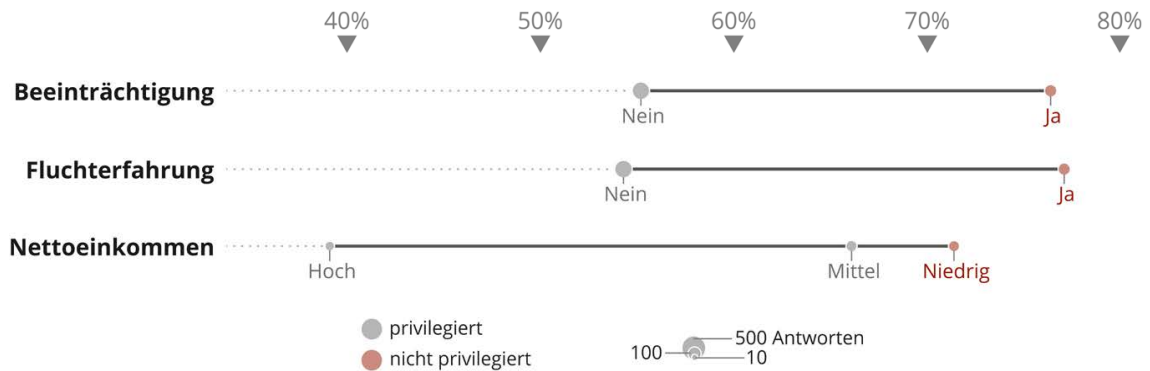 40% 50% 60% 70% 80%
Beeinträchtigung
Nein Ja
Fluchterfahrung
Nein Ja
Nettoeinkommen
Hoch Mittel Niedrig
privilegiert
nicht privilegiert
500 Antworten
100
10